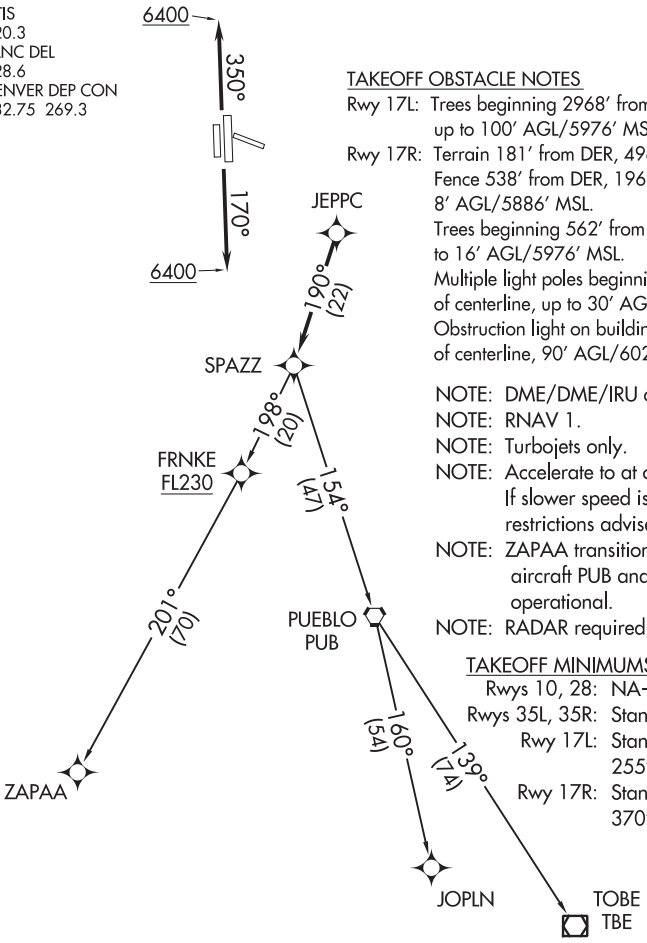 20.3
NC DEL
28.6
ENVER DEP CON
32.75 269.3
6400
350°
170°
6400
TAKEOFF OBSTACLE NOTES
Rwy 17L: Trees beginning 2968' from
up to 100' AGL/5976' MS
Rwy 17R: Terrain 181' from DER, 49
Fence 538' from DER, 196
8' AGL/5886' MSL.
Trees beginning 562' from
to 16' AGL/5976' MSL.
Multiple light poles beginni
of centerline, up to 30' AG
Obstruction light on buildin
of centerline, 90' AGL/602
JEPPC
190°
(22)
SPAZZ
198°
(20)
FRNKE
FL230
154°
(47)
201°
(70)
ZAPAA
PUEBLO
PUB
160°
(54)
139°
(74)
JOPLN
TOBE
TBE
NOTE: DME/DME/IRU
NOTE: RNAV 1.
NOTE: Turbojets only.
NOTE: Accelerate to at
If slower speed is
restrictions advise
NOTE: ZAPAA transition
aircraft PUB and
operational.
NOTE: RADAR required
TAKEOFF MINIMUMS
Rwys 10, 28: NA-
Rwys 35L, 35R: Stan
Rwy 17L: Stan
255
Rwy 17R: Stan
370